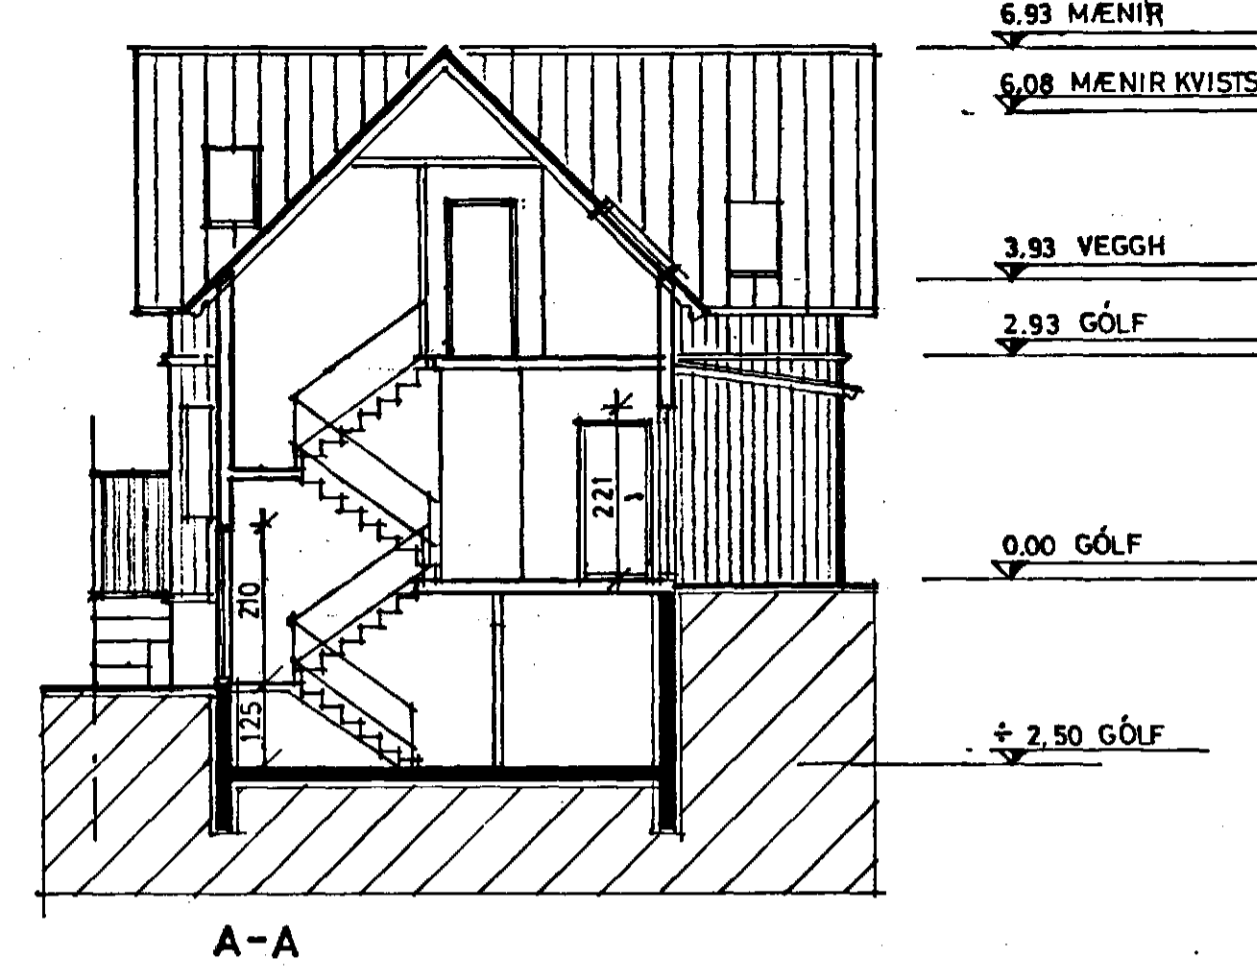 6.93 MÆNIR
6,08 MÆNIR KVISTS
3,93 VEGGH
2.93 GÓLF
221
0.00 GÓLF
210
125
÷ 2,50 GÓLF
A-A